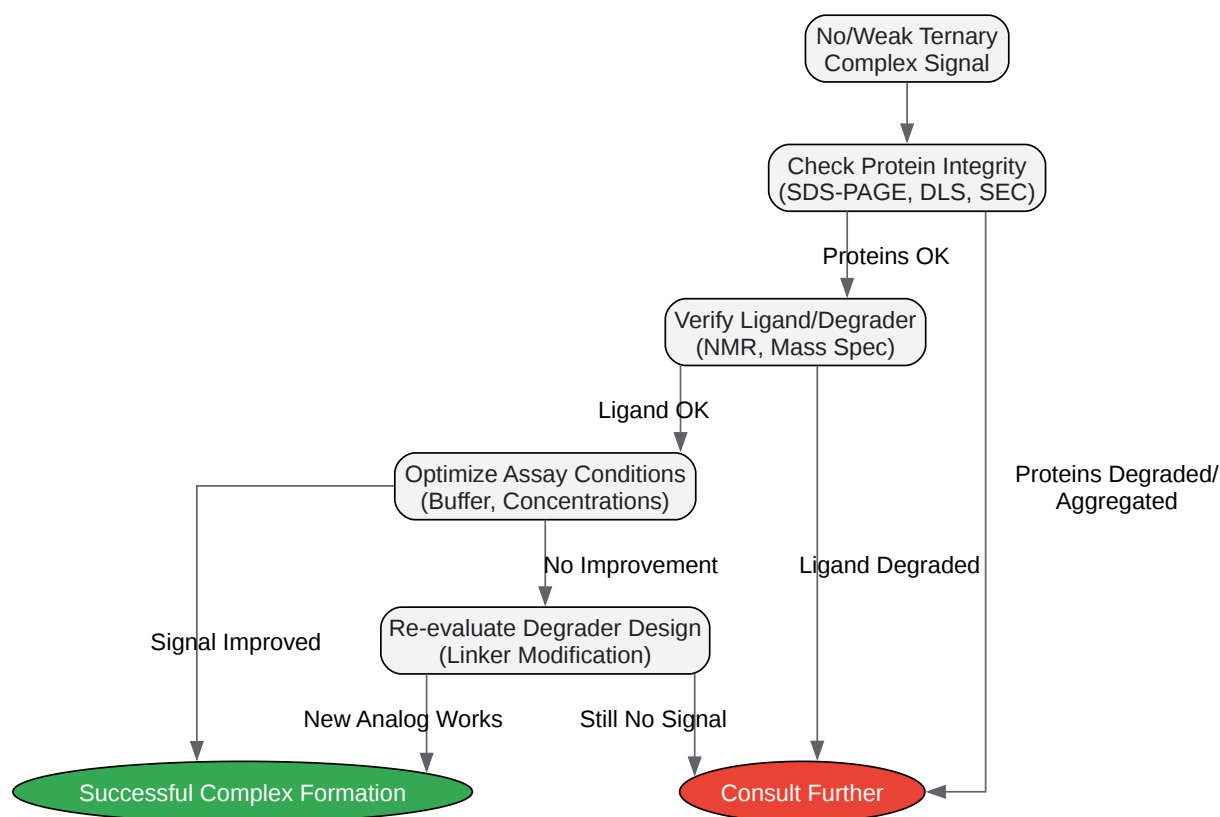 No/Weak Ternary
Complex Signal
Check Protein Integrity
(SDS-PAGE, DLS, SEC)
Proteins OK
Verify Ligand/Degrader
(NMR, Mass Spec)
Ligand OK
Optimize Assay Conditions
(Buffer, Concentrations)
Proteins Degraded/
Aggregated
No Improvement
Ligand Degraded
Re-evaluate Degrader Design
(Linker Modification)
Signal Improved
New Analog Works
Still No Signal
Successful Complex Formation
Consult Further